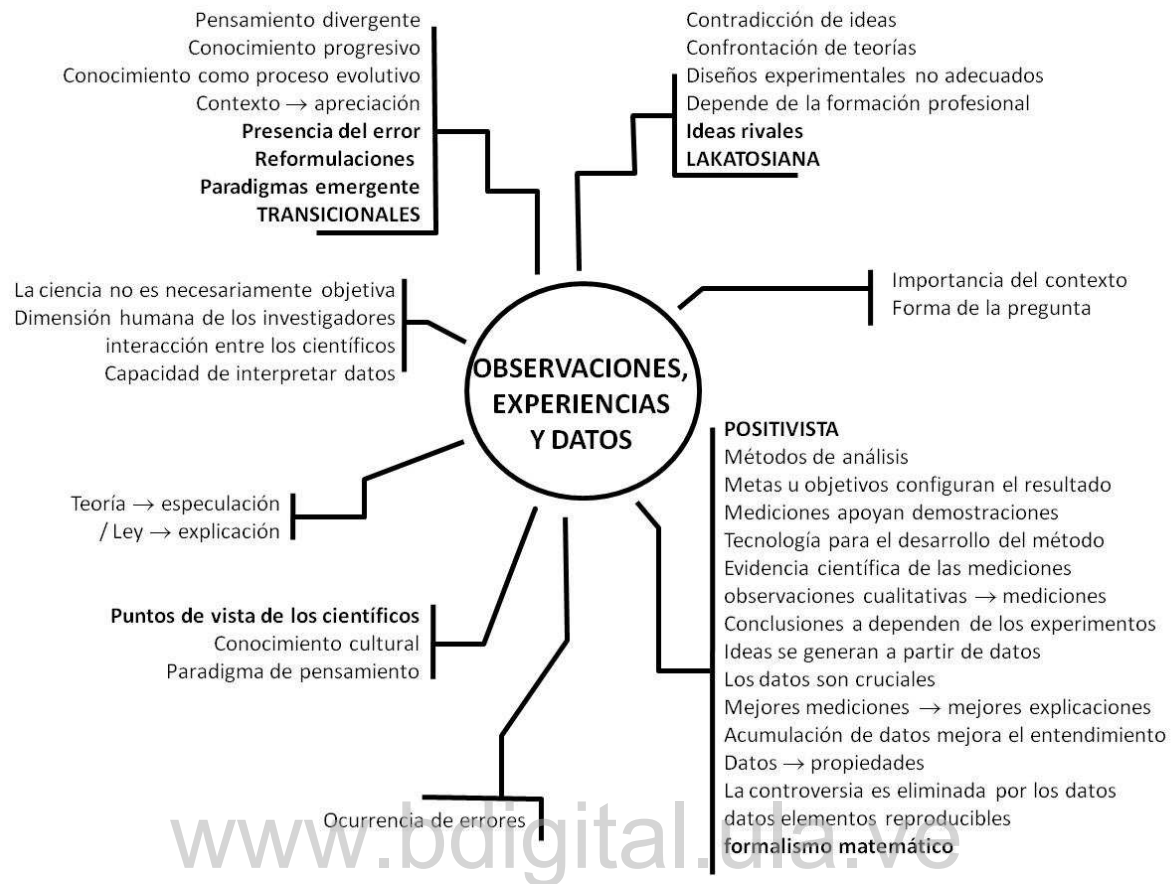 Pensamiento divergente
Conocimiento progresivo
Conocimiento como proceso evolutivo
Contexto → apreciación
Presencia del error
Reformulaciones
Paradigmas emergente
TRANSICIONALES
Contradicción de ideas
Confrontación de teorías
Diseños experimentales no adecuados
Depende de la formación profesional
Ideas rivales
LAKATOSIANA
La ciencia no es necesariamente objetiva
Dimensión humana de los investigadores
interacción entre los científicos
Capacidad de interpretar datos
Importancia del contexto
Forma de la pregunta
OBSERVACIONES,
EXPERIENCIAS
Y DATOS
Teoría → especulación
/ Ley → explicación
Puntos de vista de los científicos
Conocimiento cultural
Paradigma de pensamiento
Ocurrencia de errores
POSITIVISTA
Métodos de análisis
Metas u objetivos configuran el resultado
Mediciones apoyan demostraciones
Tecnología para el desarrollo del método
Evidencia científica de las mediciones
observaciones cualitativas → mediciones
Conclusiones a dependen de los experimentos
Ideas se generan a partir de datos
Los datos son cruciales
Mejores mediciones → mejores explicaciones
Acumulación de datos mejora el entendimiento
Datos → propiedades
La controversia es eliminada por los datos
datos elementos reproducibles
formalismo matemático
www.bdigital.ula.ve